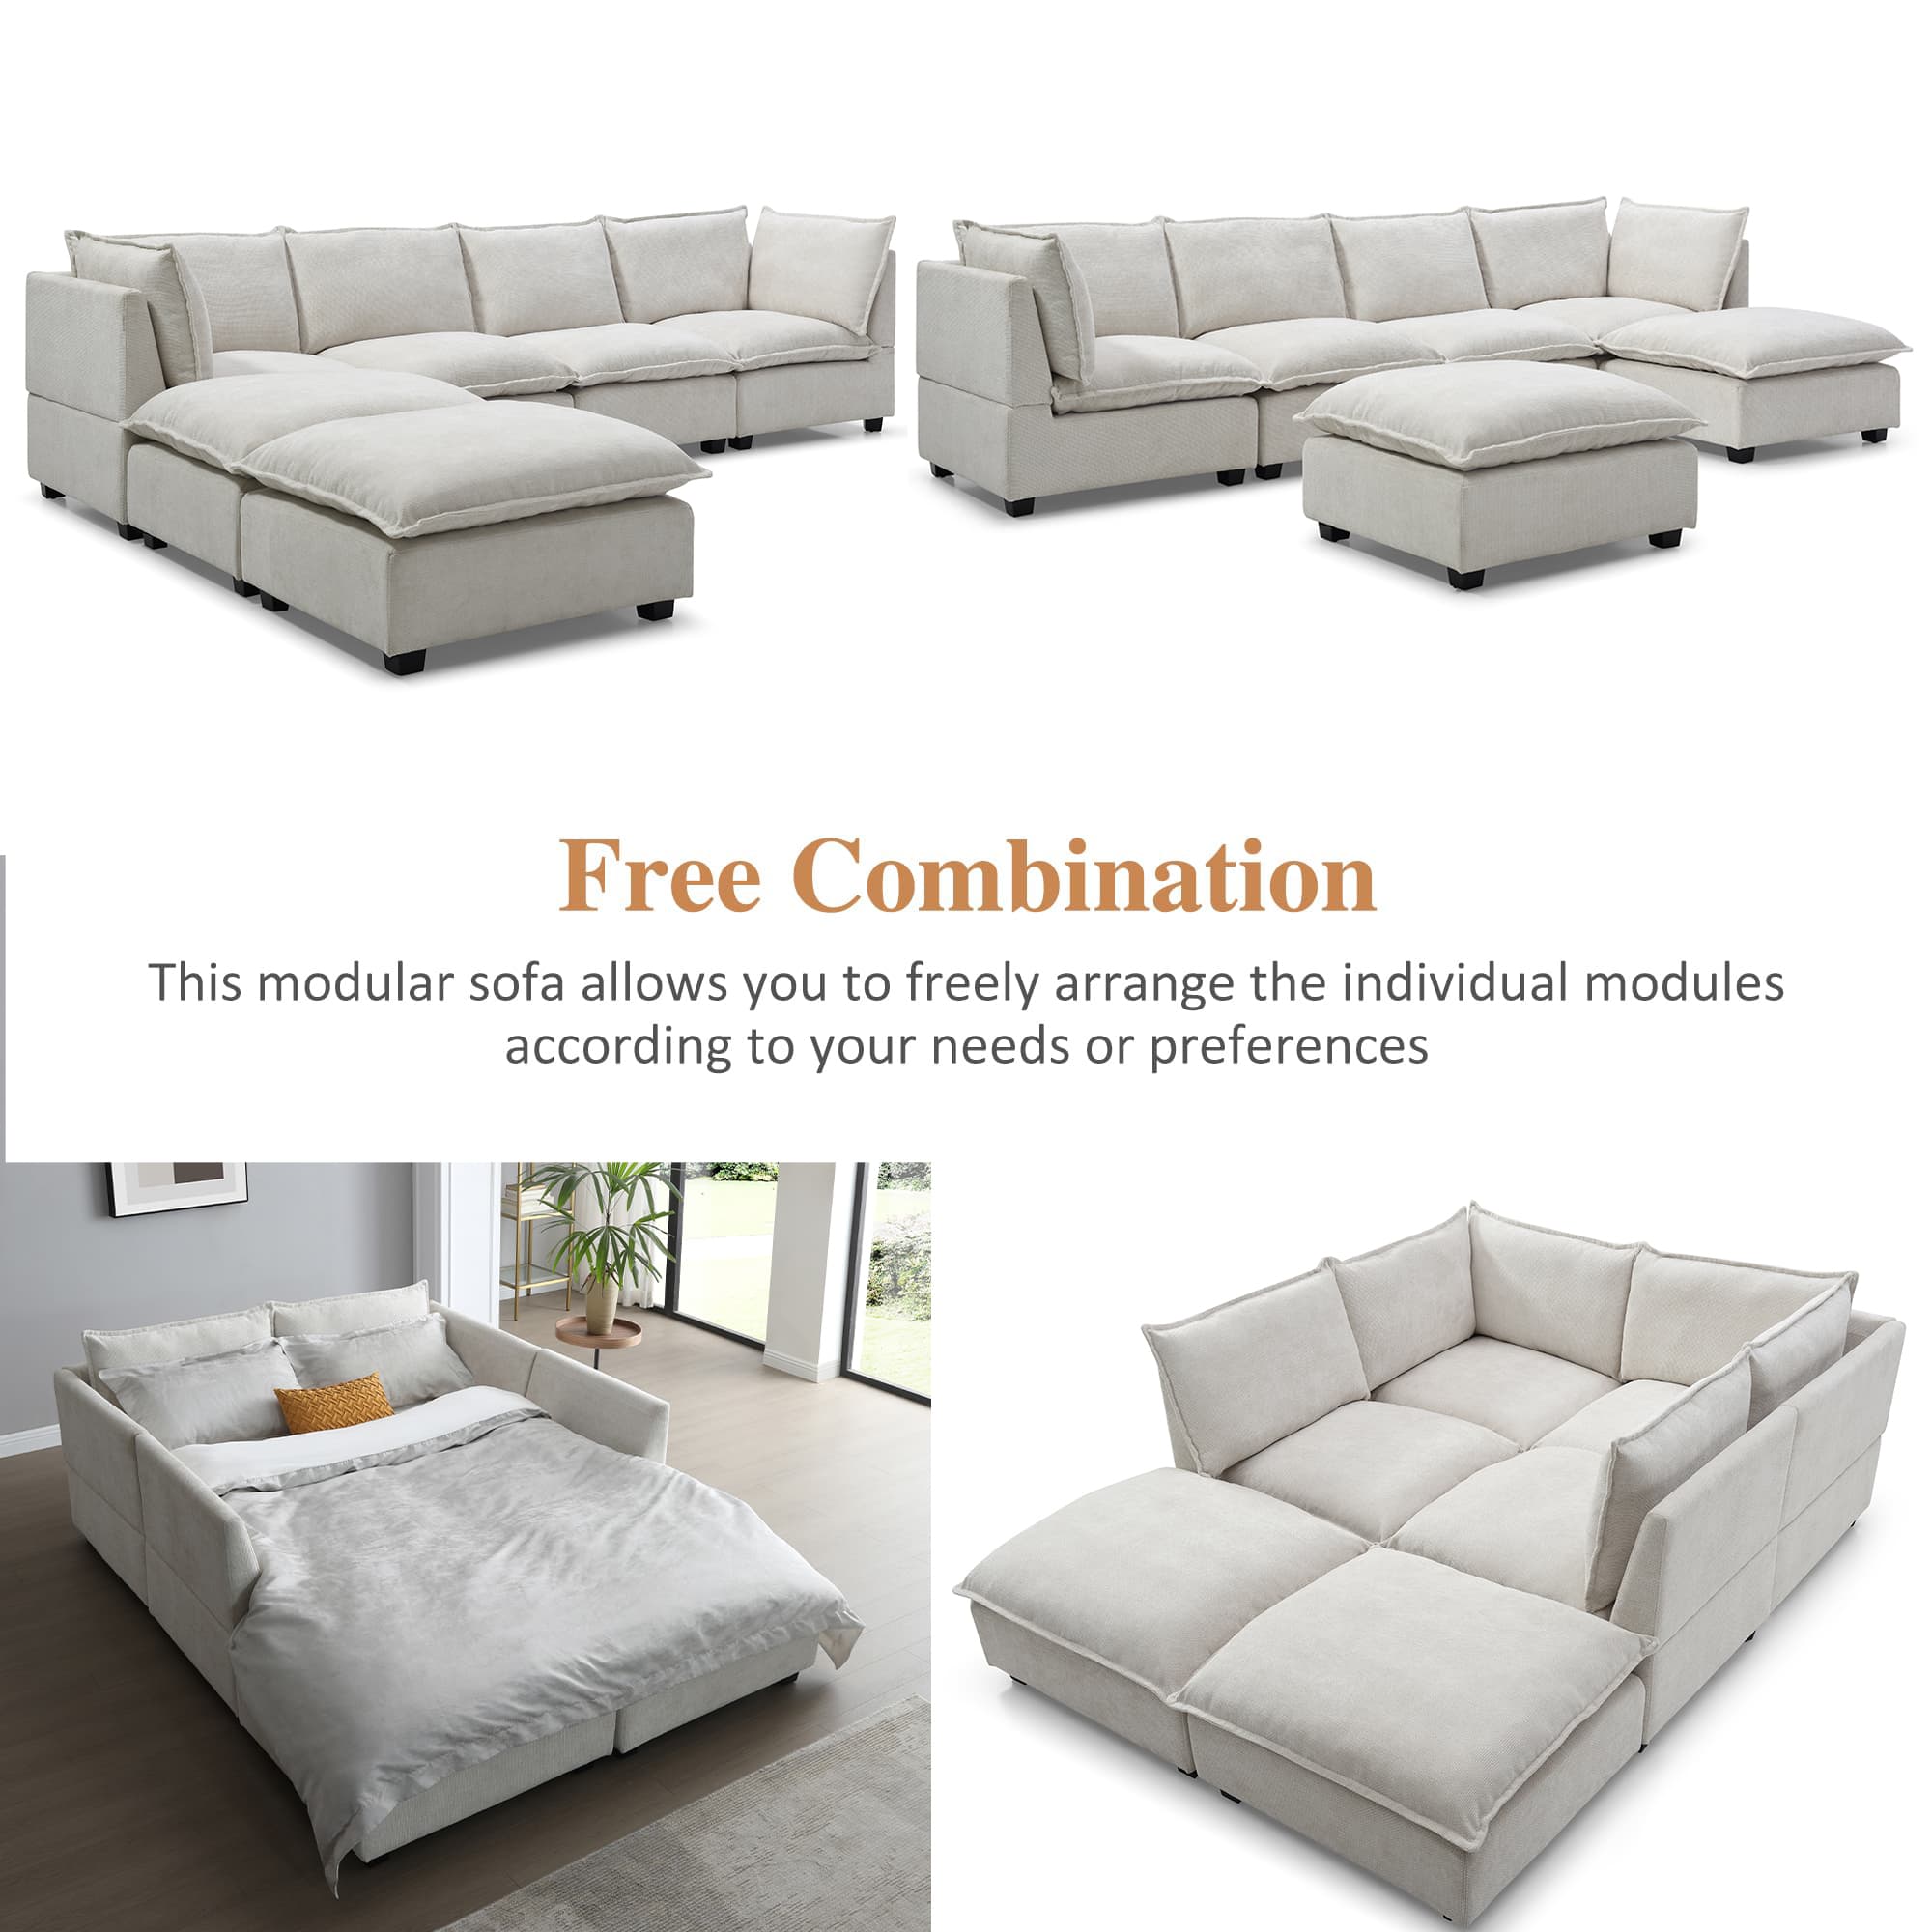 Free Combination
This modular sofa allows you to freely arrange the individual modules
according to your needs or preferences